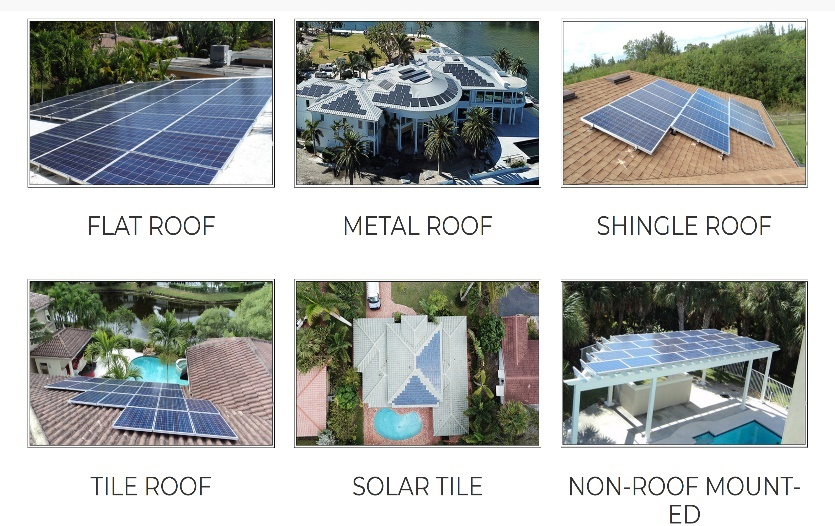 FLAT ROOF
METAL ROOF
SHINGLE ROOF
TILE ROOF
SOLAR TILE
NON-ROOF MOUNT-
ED